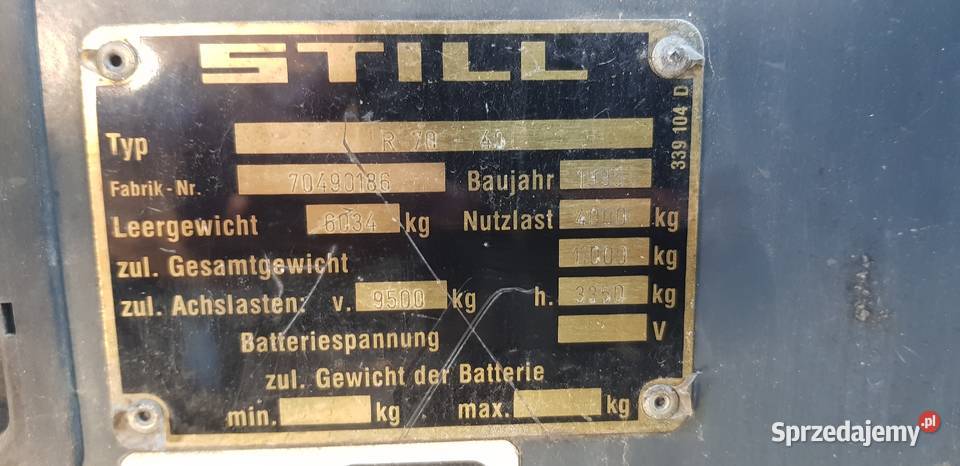 STILL
Typ R 70 - 40
Fabrik-Nr. 70490186 Baujahr
Leergewicht 6034 kg Nutzlast 4000 kg
zul. Gesamtgewicht kg
zul. Achslasten: v. 9500 kg h. kg
Batteriespannung V
zul. Gewicht der Batterie
min. kg max. kg
339 104 D
Sprzedajemy.pl